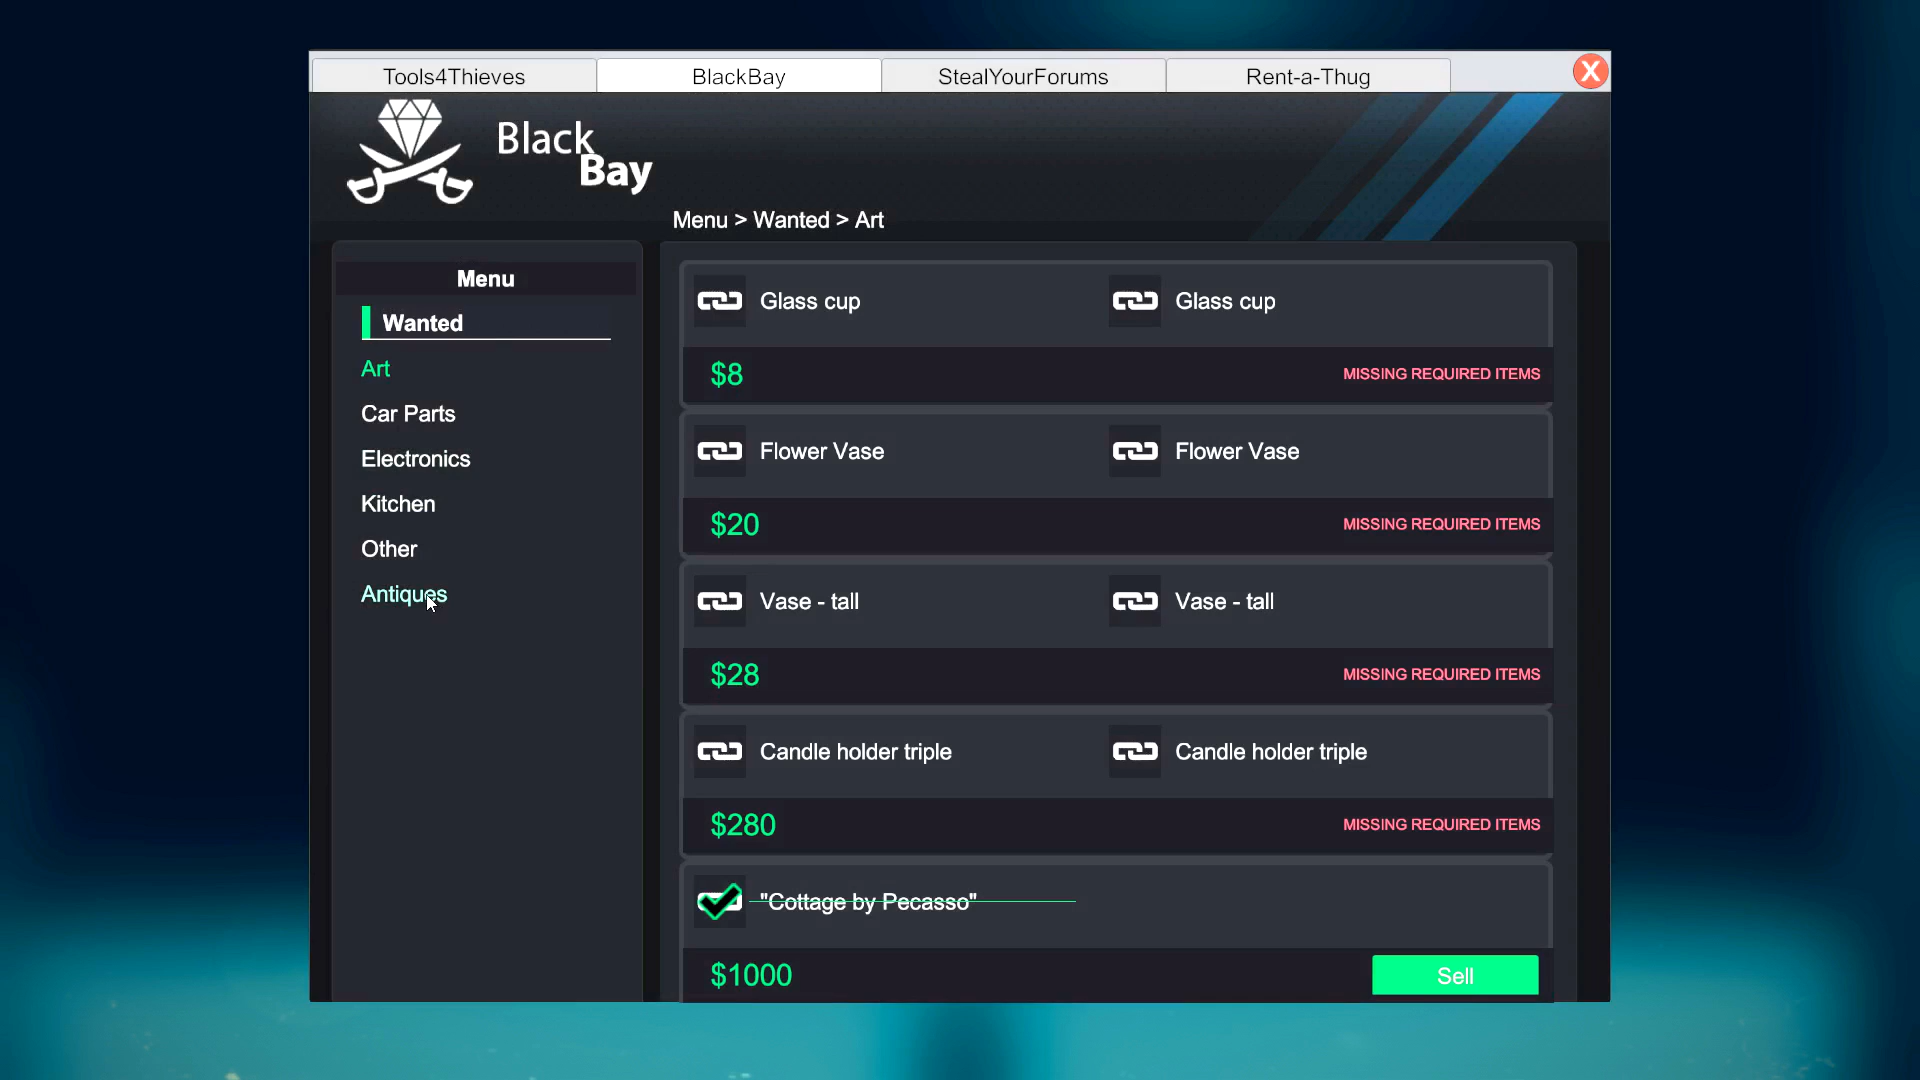 Tools4Thieves BlackBay StealYourForums Rent-a-Thug X
Black
Bay
Menu > Wanted > Art
Menu
Wanted
Art
Car Parts
Electronics
Kitchen
Other
Antiques
Glass cup Glass cup
$8 MISSING REQUIRED ITEMS
Flower Vase Flower Vase
$20 MISSING REQUIRED ITEMS
Vase - tall Vase - tall
$28 MISSING REQUIRED ITEMS
Candle holder triple Candle holder triple
$280 MISSING REQUIRED ITEMS
"Cottage by Pecasso"
$1000 Sell